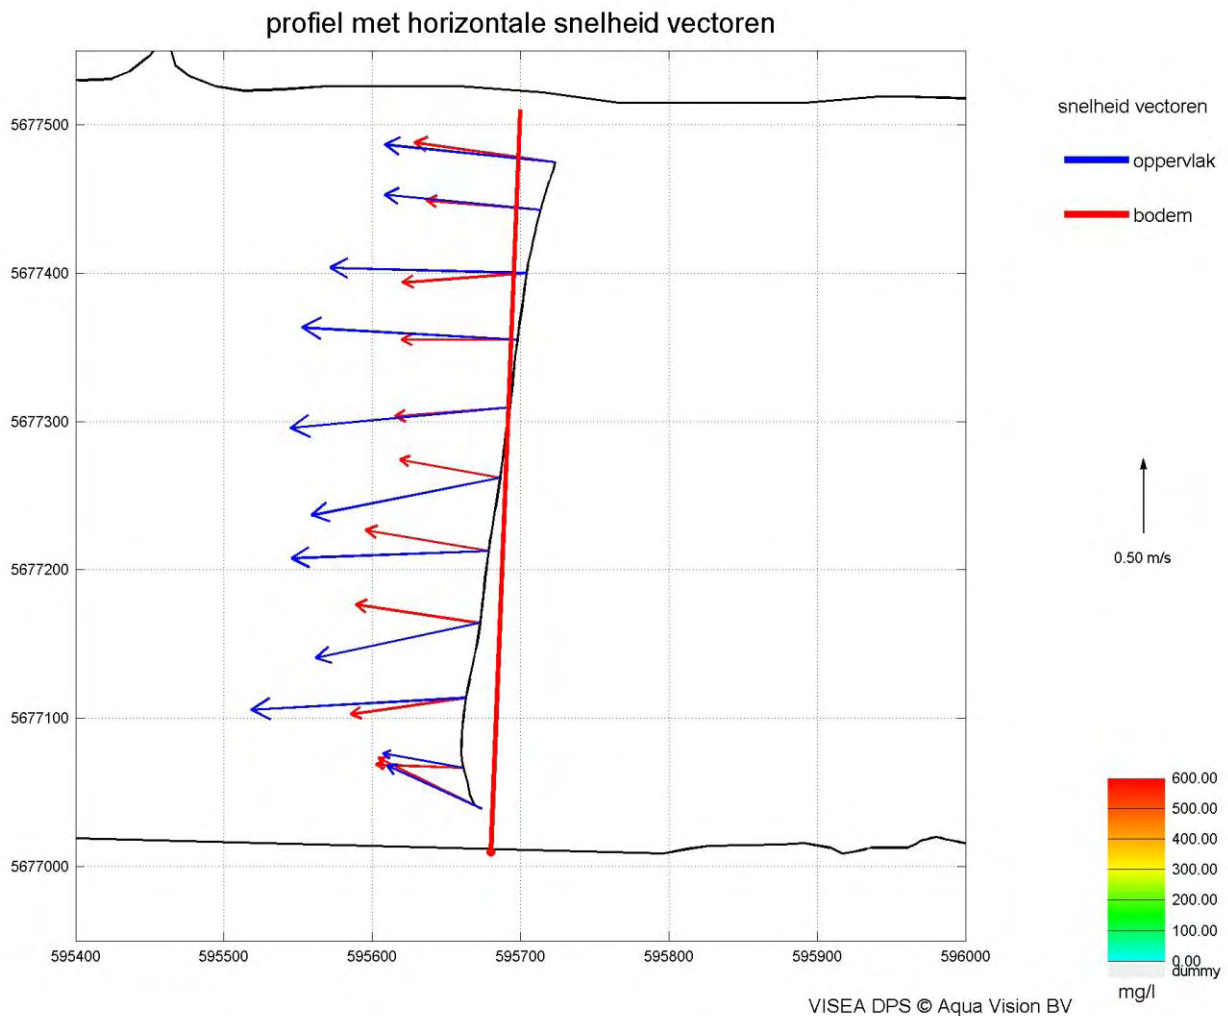 profiel met horizontale snelheid vectoren
snelheid vectoren
oppervlak
bodem
5677500
5677400
5677300
5677200
5677100
5677000
595400
595500
595600
595700
595800
595900
596000
0.50 m/s
600.00
500.00
400.00
300.00
200.00
100.00
0.00
dummy
mg/l
VISEA DPS © Aqua Vision BV